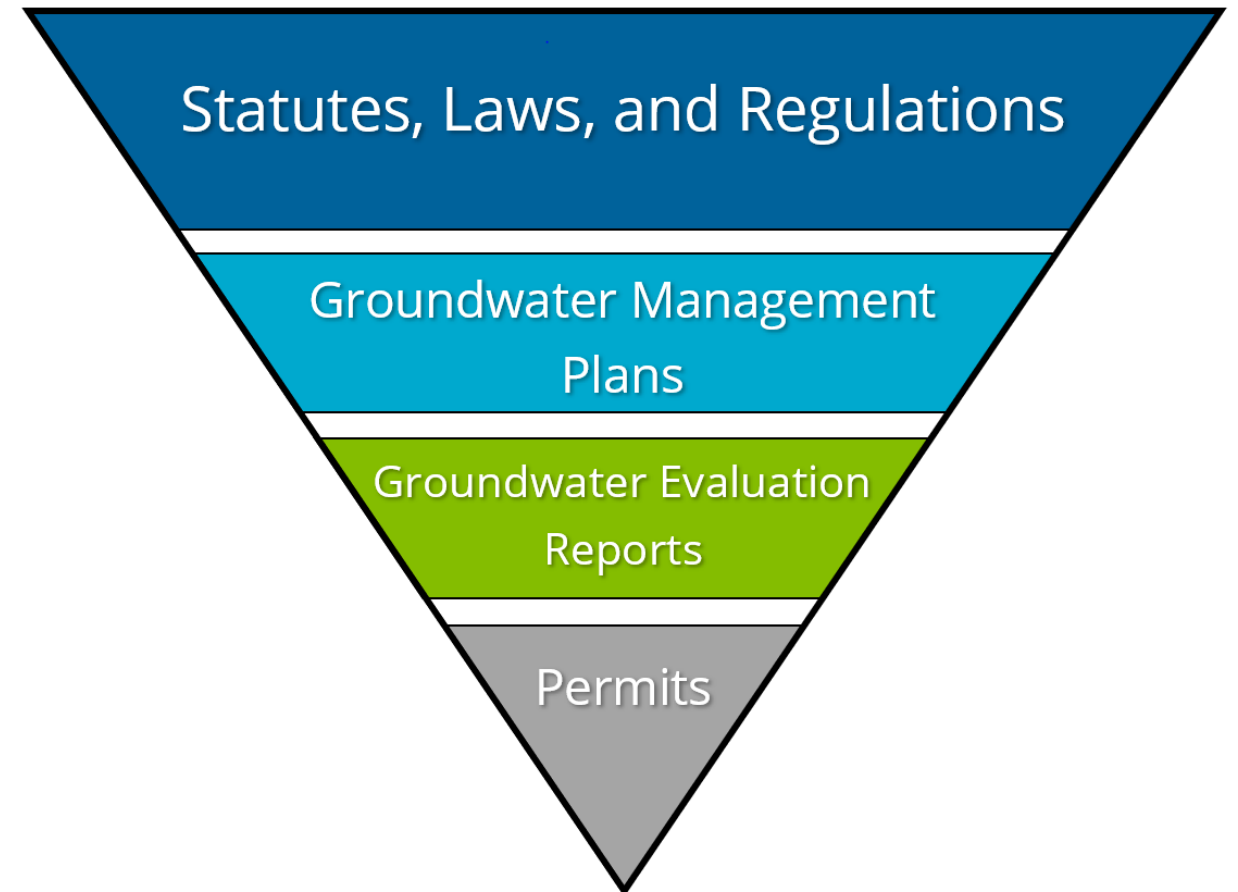 Statutes, Laws, and Regulations
Groundwater Management
Plans
Groundwater Evaluation
Reports
Permits